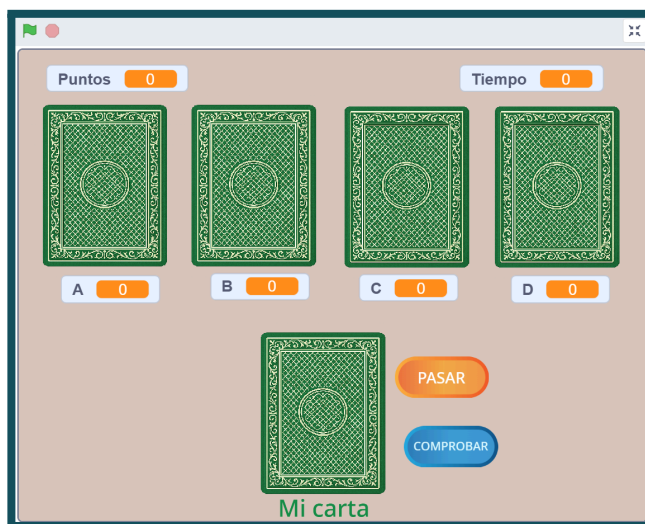 Puntos 0 Tiempo 0
A 0 B 0 C 0 D 0
PASAR
COMPROBAR
Mi carta